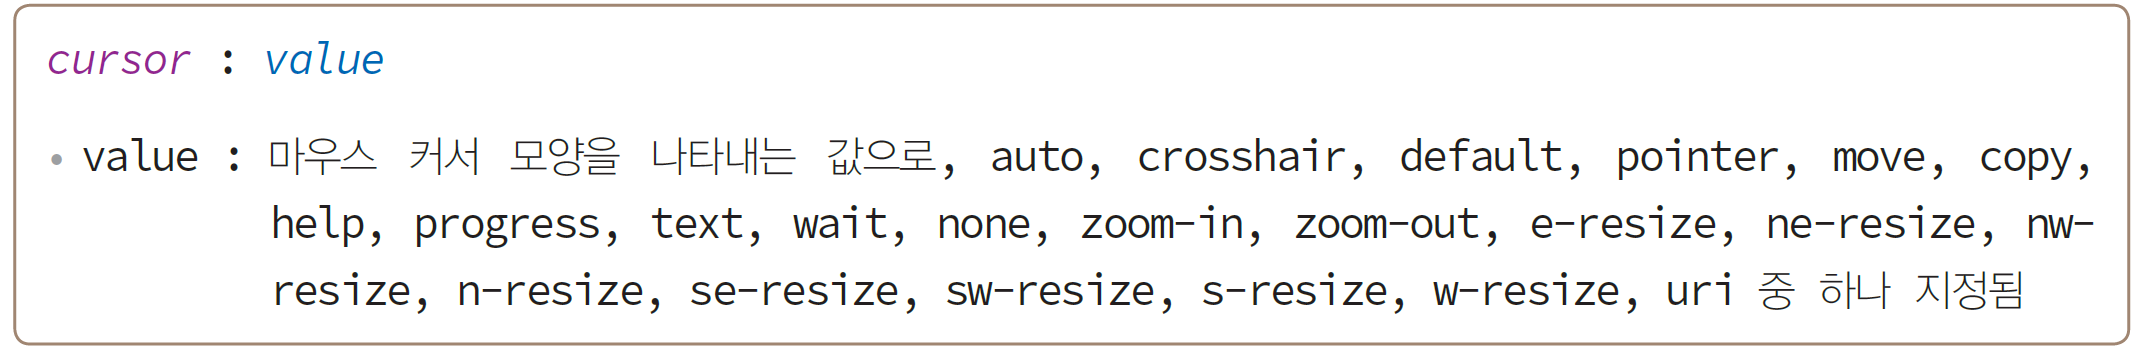 cursor : value
• value : 마우스 커서 모양을 나타내는 값으로, auto, crosshair, default, pointer, move, copy,
help, progress, text, wait, none, zoom-in, zoom-out, e-resize, ne-resize, nw-
resize, n-resize, se-resize, sw-resize, s-resize, w-resize, uri 중 하나 지정됨